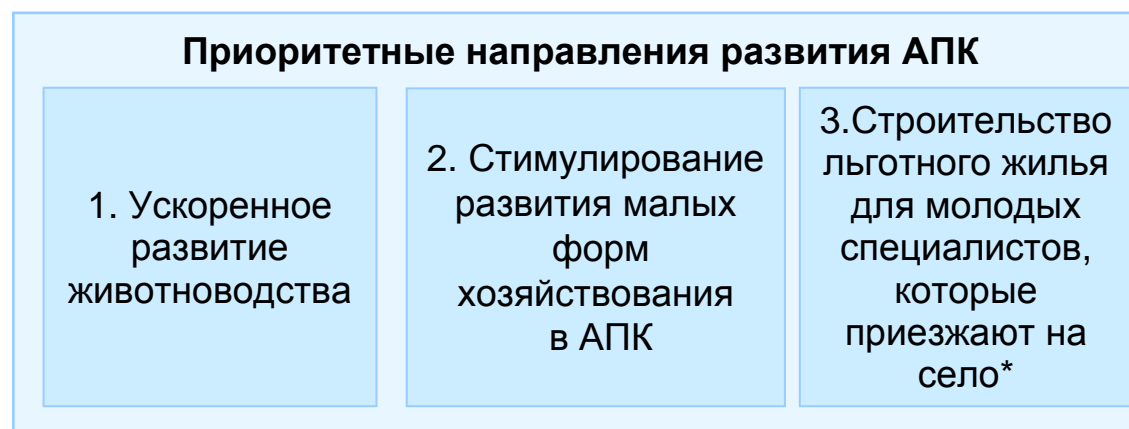 Приоритетные направления развития АПК
1. Ускоренное
развитие
животноводства
2. Стимулирование
развития малых
форм
хозяйствования
в АПК
3.Строительство
льготного жилья
для молодых
специалистов,
которые
приезжают на
село*